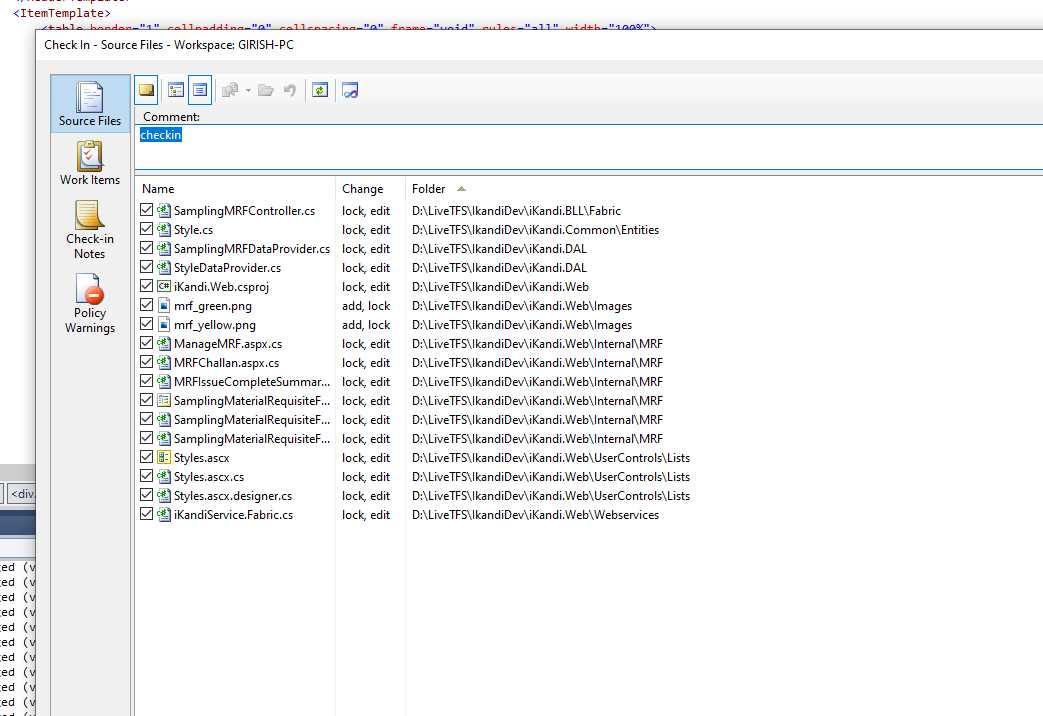 <ItemTemplate>
<table border="1" cellpadding="0" cellspacing="0" frame="void" rules="all" width="100%">
Check In - Source Files - Workspace: GIRISH-PC
Source Files
Work Items
Check-in
Notes
Policy
Warnings
Comment:
checkin
Name Change Folder
SamplingMRFController.cs lock, edit D:\LiveTFS\IkandiDev\iKandi.BLL\Fabric
Style.cs lock, edit D:\LiveTFS\IkandiDev\iKandi.Common\Entities
SamplingMRFDataProvider.cs lock, edit D:\LiveTFS\IkandiDev\iKandi.DAL
StyleDataProvider.cs lock, edit D:\LiveTFS\IkandiDev\iKandi.DAL
iKandi.Web.csproj lock, edit D:\LiveTFS\IkandiDev\iKandi.Web
mrf_green.png add, lock D:\LiveTFS\IkandiDev\iKandi.Web\Images
mrf_yellow.png add, lock D:\LiveTFS\IkandiDev\iKandi.Web\Images
ManageMRF.aspx.cs lock, edit D:\LiveTFS\IkandiDev\iKandi.Web\Internal\MRF
MRFChallan.aspx.cs lock, edit D:\LiveTFS\IkandiDev\iKandi.Web\Internal\MRF
MRFIssueCompleteSummar... lock, edit D:\LiveTFS\IkandiDev\iKandi.Web\Internal\MRF
SamplingMaterialRequisiteF... lock, edit D:\LiveTFS\IkandiDev\iKandi.Web\Internal\MRF
SamplingMaterialRequisiteF... lock, edit D:\LiveTFS\IkandiDev\iKandi.Web\Internal\MRF
SamplingMaterialRequisiteF... lock, edit D:\LiveTFS\IkandiDev\iKandi.Web\Internal\MRF
Styles.ascx lock, edit D:\LiveTFS\IkandiDev\iKandi.Web\UserControls\Lists
Styles.ascx.cs lock, edit D:\LiveTFS\IkandiDev\iKandi.Web\UserControls\Lists
Styles.ascx.designer.cs lock, edit D:\LiveTFS\IkandiDev\iKandi.Web\UserControls\Lists
iKandiService.Fabric.cs lock, edit D:\LiveTFS\IkandiDev\iKandi.Web\Webservices
<div.
ed (v
ed (v
ed (v
ed (v
ed (v
ed (v
ed (v
ed (v
ed (v
ed (v